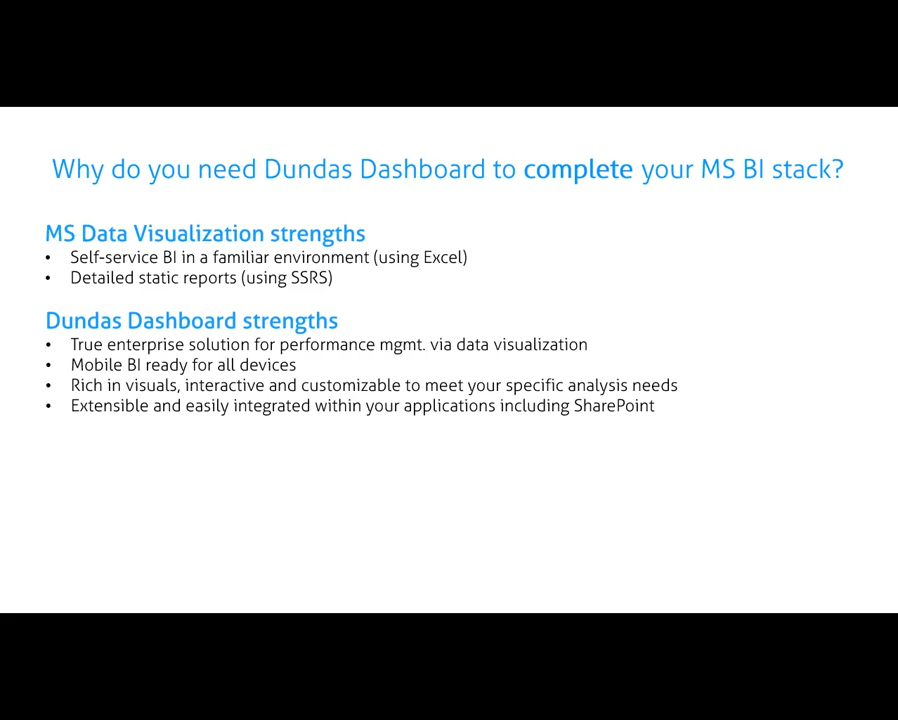 Why do you need Dundas Dashboard to complete your MS BI stack?
MS Data Visualization strengths
• Self-service BI in a familiar environment (using Excel)
• Detailed static reports (using SSRS)
Dundas Dashboard strengths
• True enterprise solution for performance mgmt. via data visualization
• Mobile BI ready for all devices
• Rich in visuals, interactive and customizable to meet your specific analysis needs
• Extensible and easily integrated within your applications including SharePoint